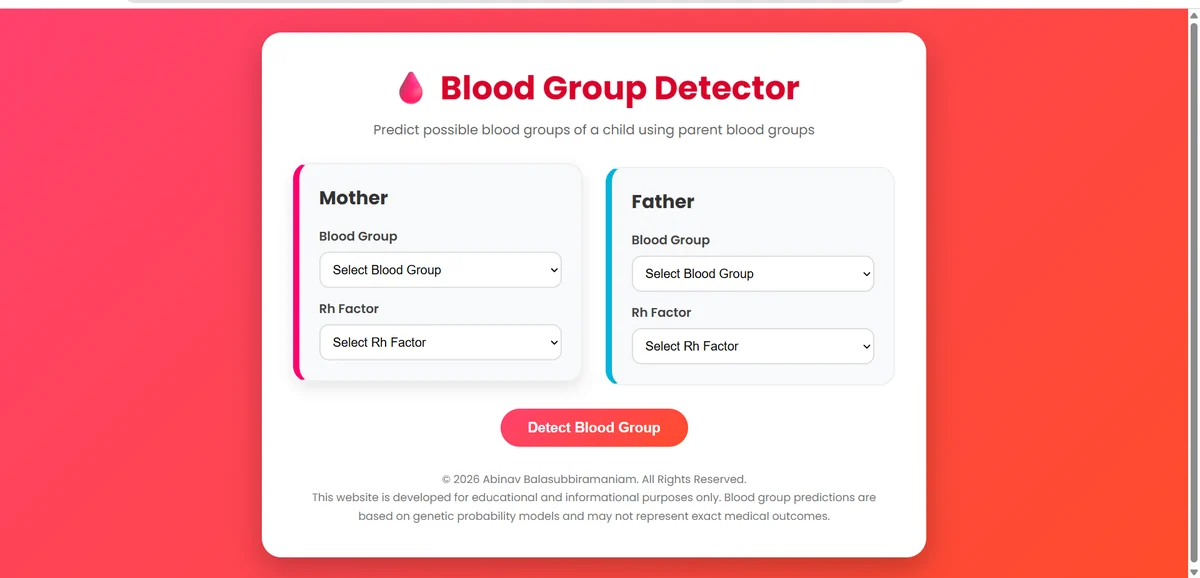 Blood Group Detector
Predict possible blood groups of a child using parent blood groups
Mother
Blood Group
Select Blood Group
Rh Factor
Select Rh Factor
Father
Blood Group
Select Blood Group
Rh Factor
Select Rh Factor
Detect Blood Group
© 2026 Abinav Balasubbiramaniam. All Rights Reserved.
This website is developed for educational and informational purposes only. Blood group predictions are
based on genetic probability models and may not represent exact medical outcomes.